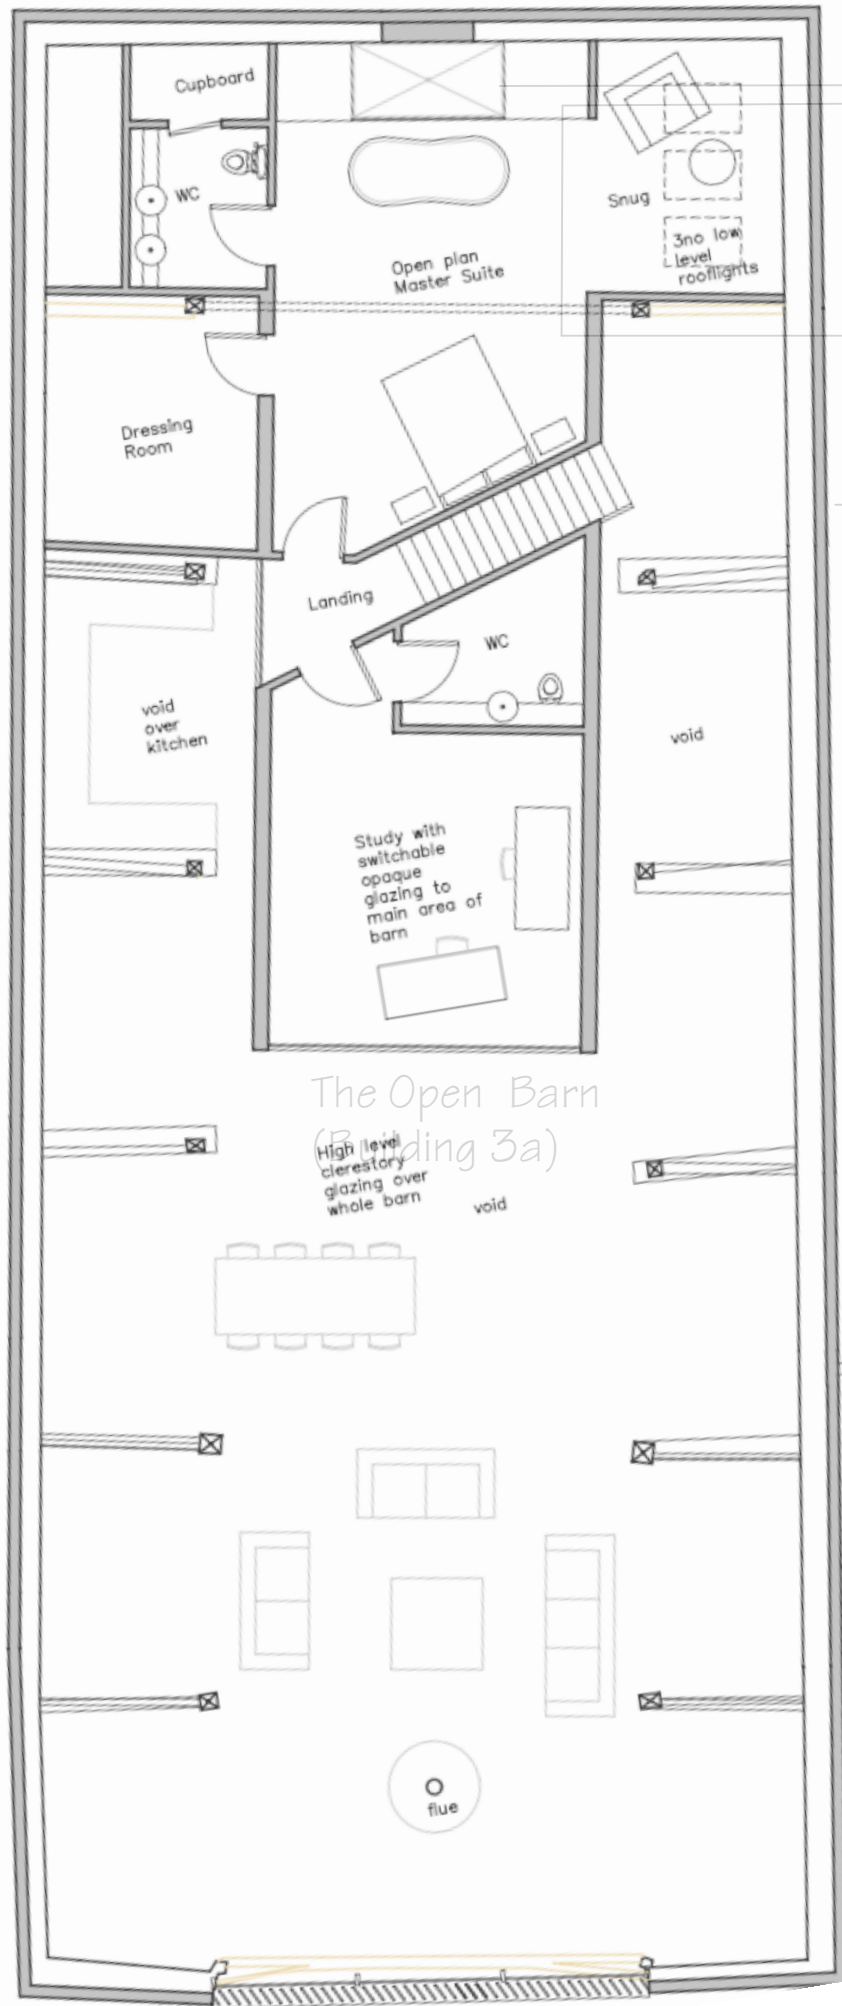 Cupboard
WC
Snug
3no low
level
rooflights
Open plan
Master Suite
Dressing
Room
Landing
WC
void
over
kitchen
void
Study with
switchable
opaque
glazing to
main area of
barn
The Open Barn
(Building 3a)
High level
clerestory
glazing over
whole barn
void
flue